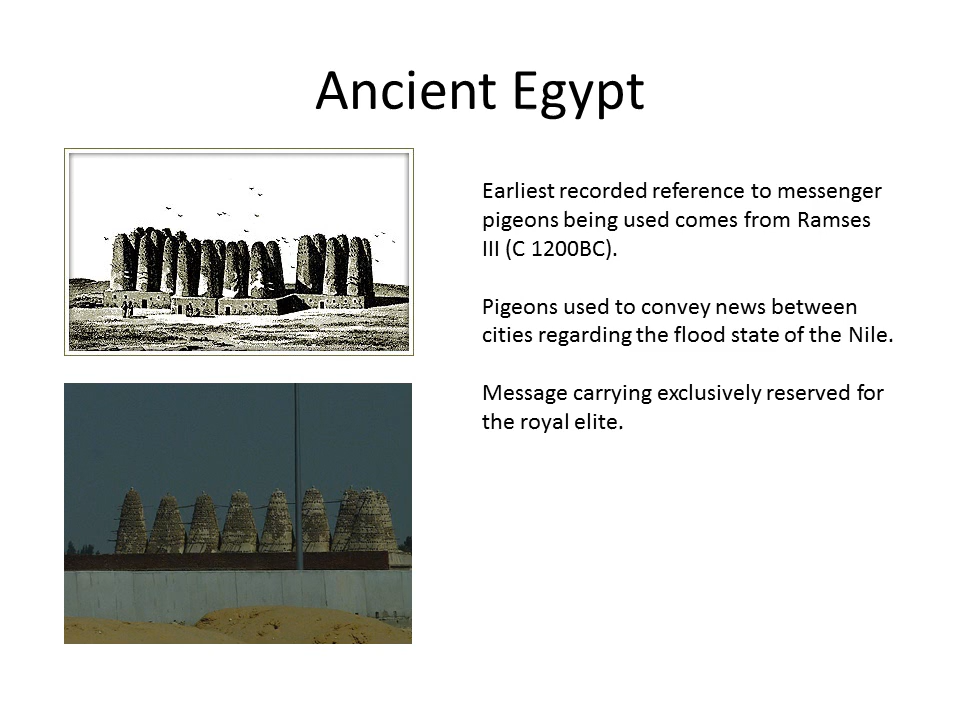 Ancient Egypt
Earliest recorded reference to messenger
pigeons being used comes from Ramses
III (C 1200BC).
Pigeons used to convey news between
cities regarding the flood state of the Nile.
Message carrying exclusively reserved for
the royal elite.